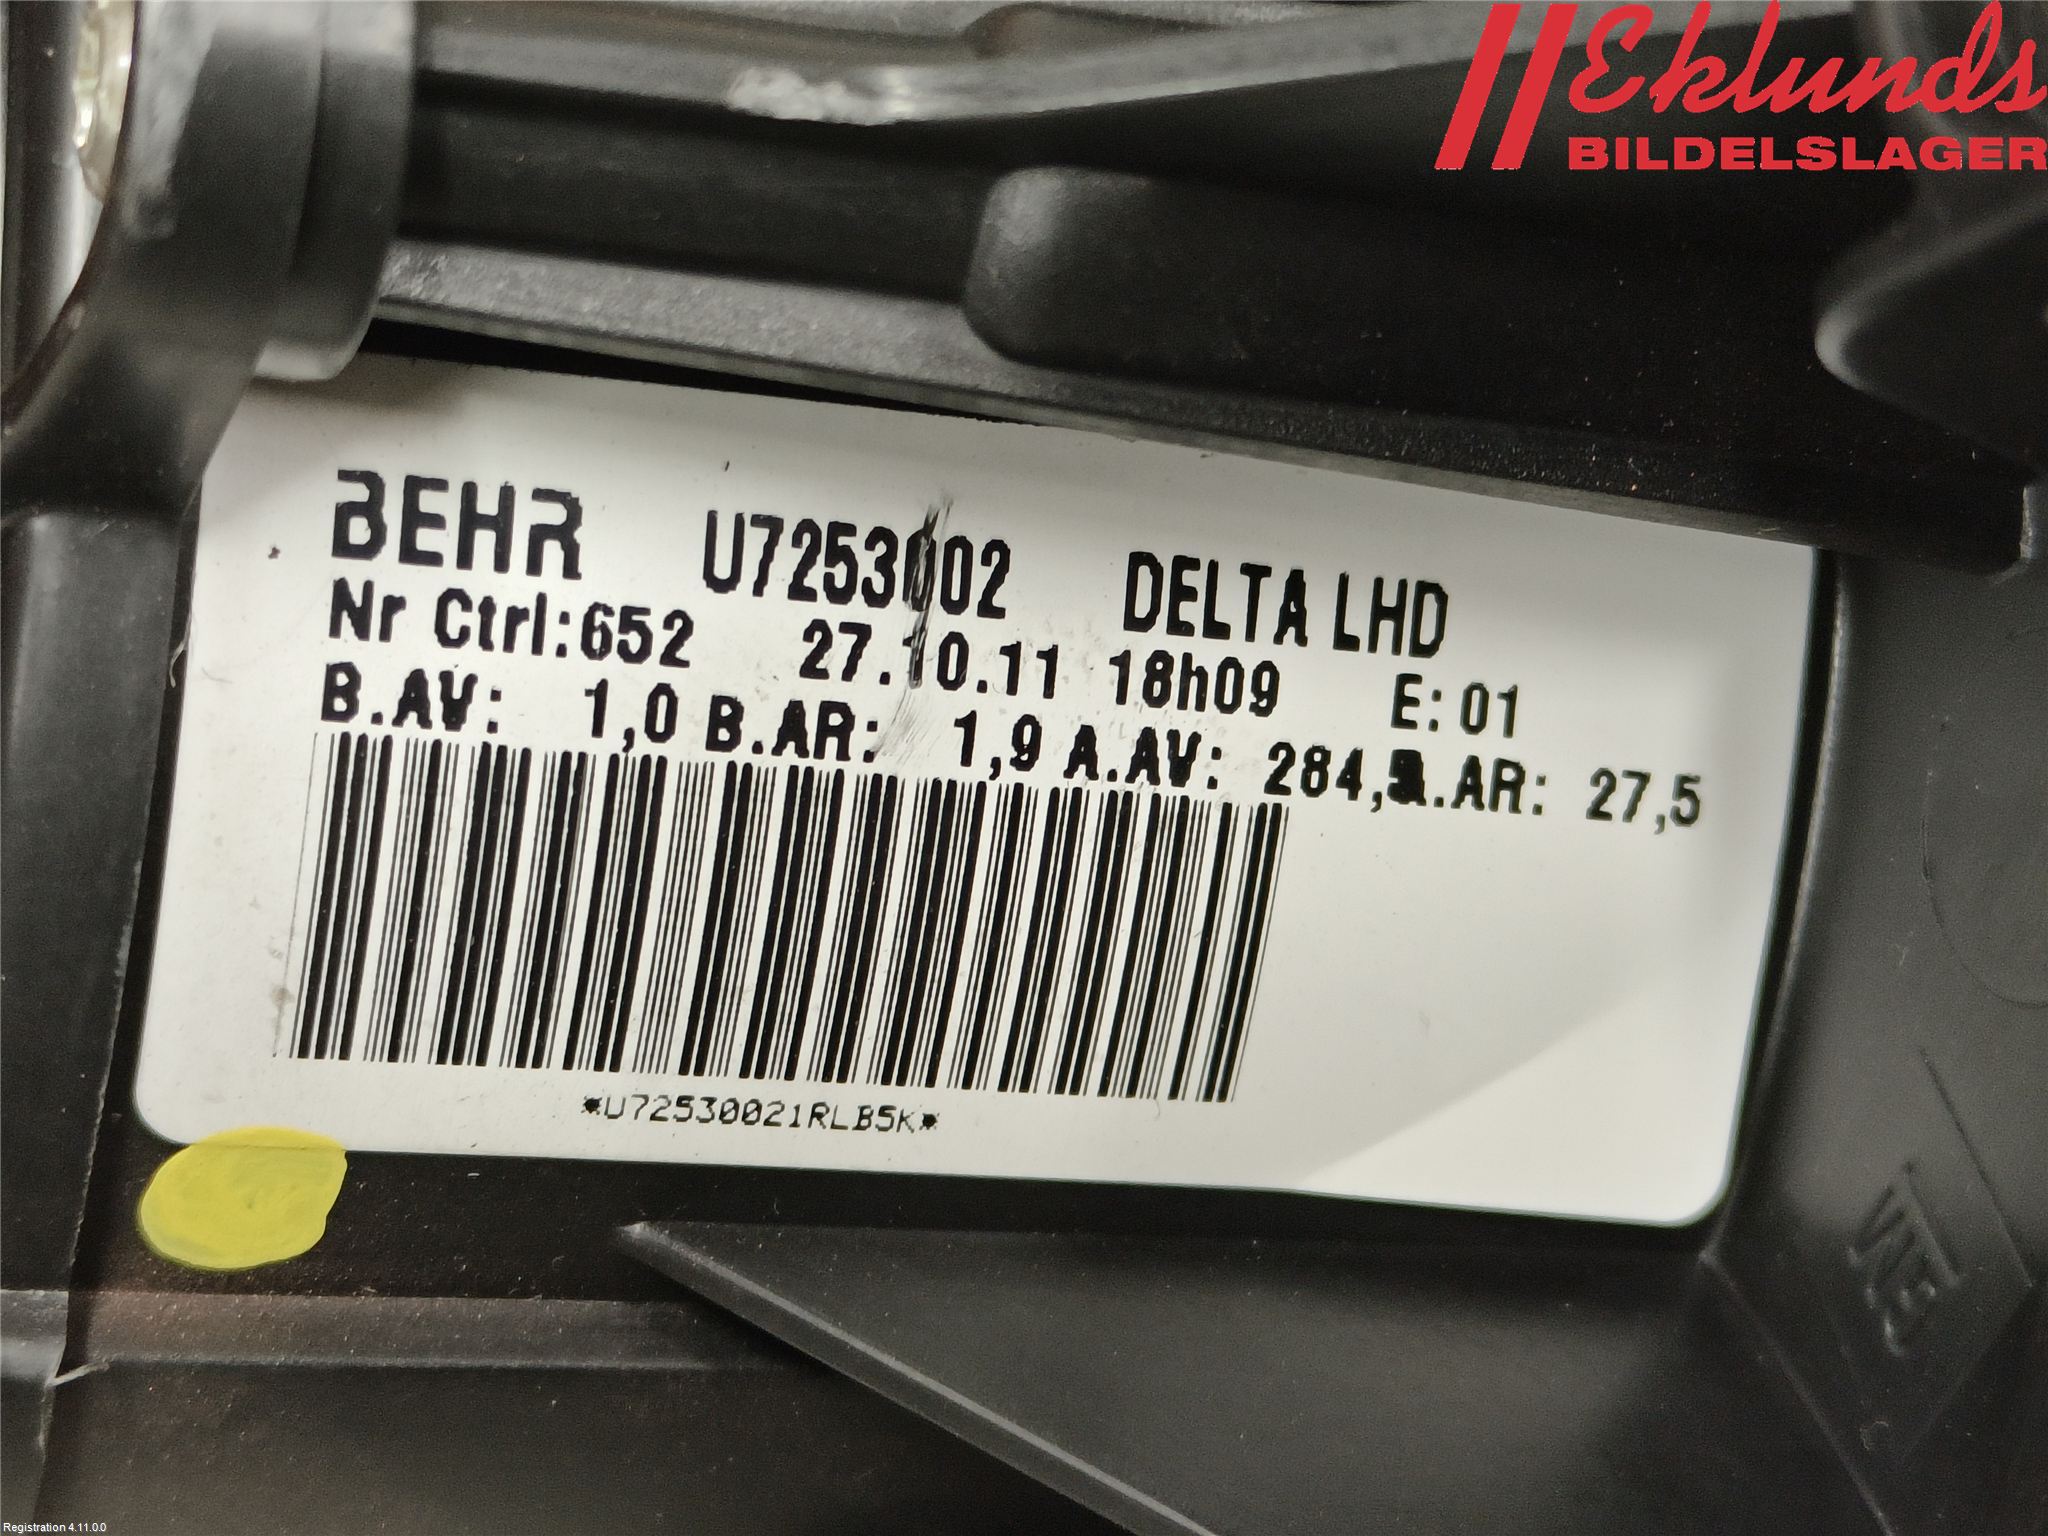 Eklunds
BILDELSLAGER
BEHR U7253002 DELTA LHD
Nr Ctrl:652 27.10.11 18h09 E: 01
B.AV: 1,0 B.AR: 1,9 A.AV: 284, A.AR: 27,5
*U72530021RLB5K*
Registration 4.11.0.0